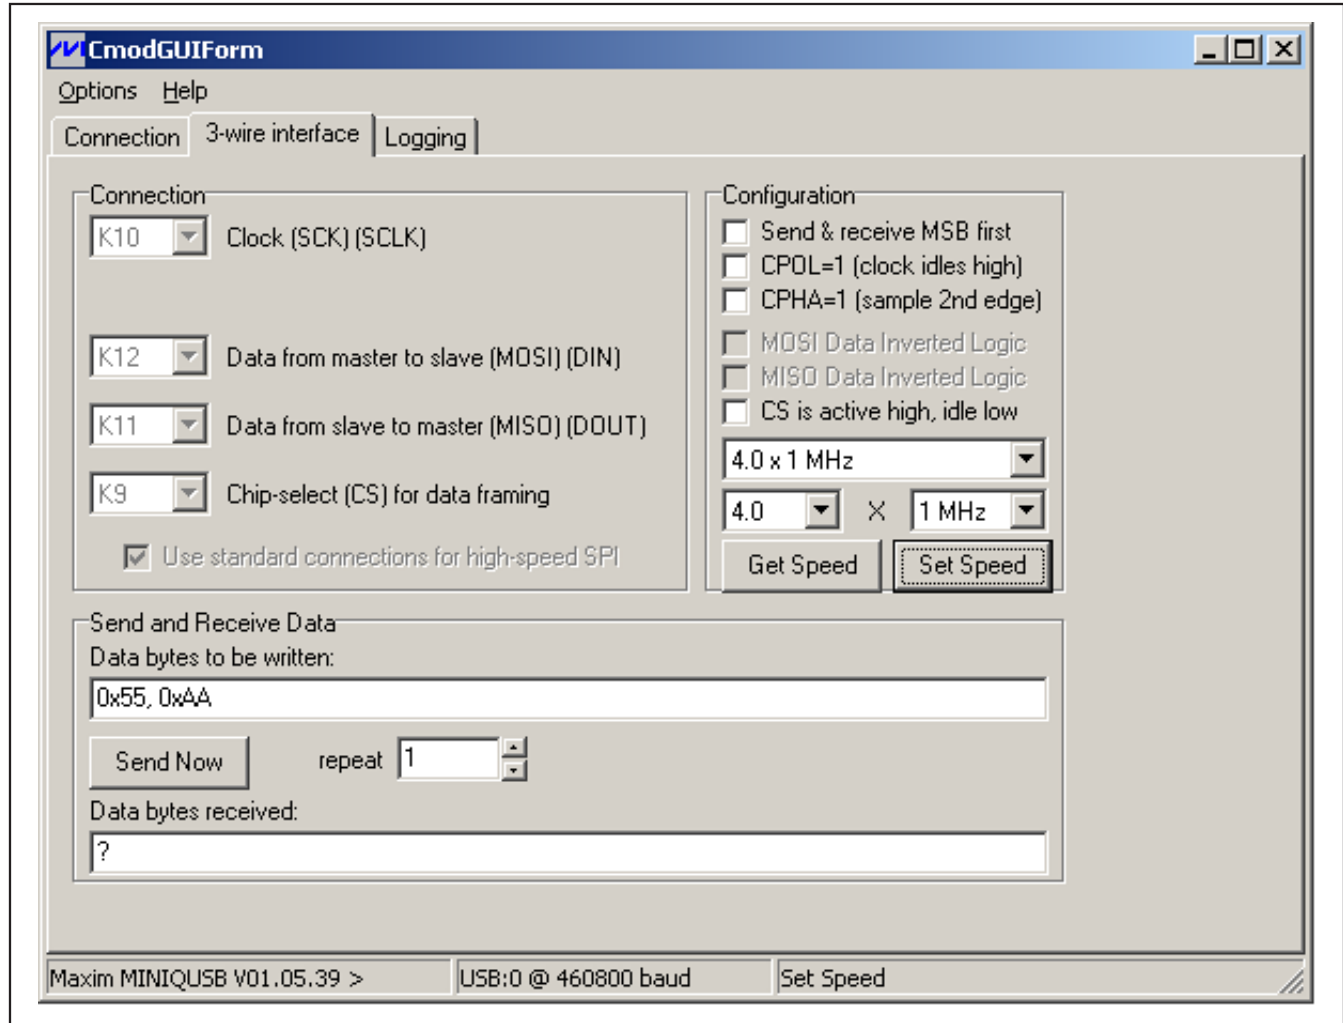 CmodGUIForm
Options Help
Connection 3-wire interface Logging
Connection
K10 Clock (SCK) (SCLK)
K12 Data from master to slave (MOSI) (DIN)
K11 Data from slave to master (MISO) (DOUT)
K9 Chip-select (CS) for data framing
Use standard connections for high-speed SPI
Configuration
Send & receive MSB first
CPOL=1 (clock idles high)
CPHA=1 (sample 2nd edge)
MOSI Data Inverted Logic
MISO Data Inverted Logic
CS is active high, idle low
4.0 x 1 MHz
4.0 X 1 MHz
Get Speed Set Speed
Send and Receive Data
Data bytes to be written:
0x55, 0xAA
Send Now repeat 1
Data bytes received:
?
Maxim MINIQUSB V01.05.39 > USB:0 @ 460800 baud Set Speed